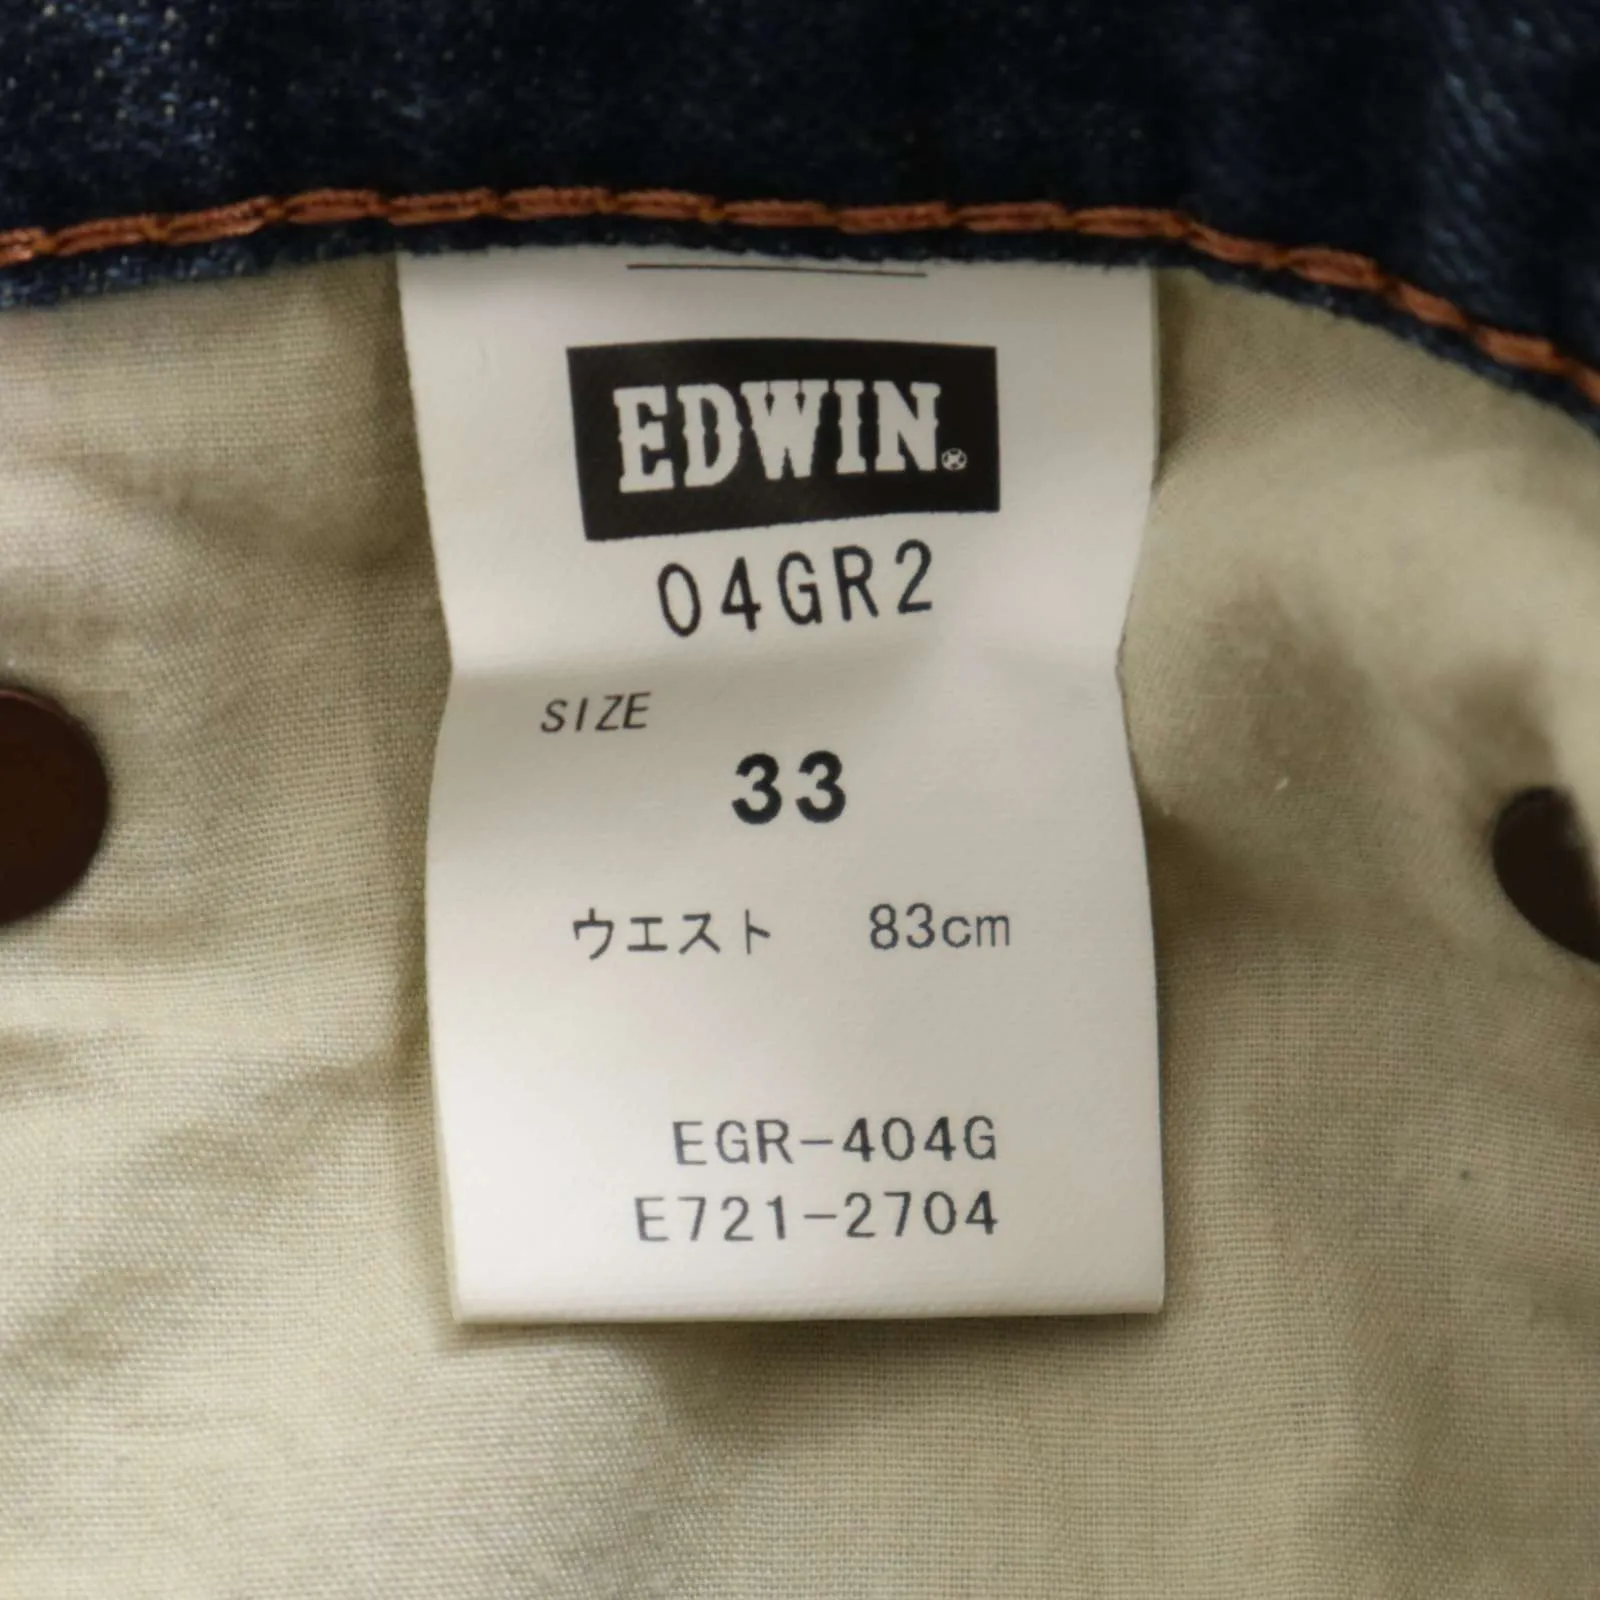 EDWIN®
04GR2
SIZE
33
ウエスト 83cm
EGR-404G
E721-2704